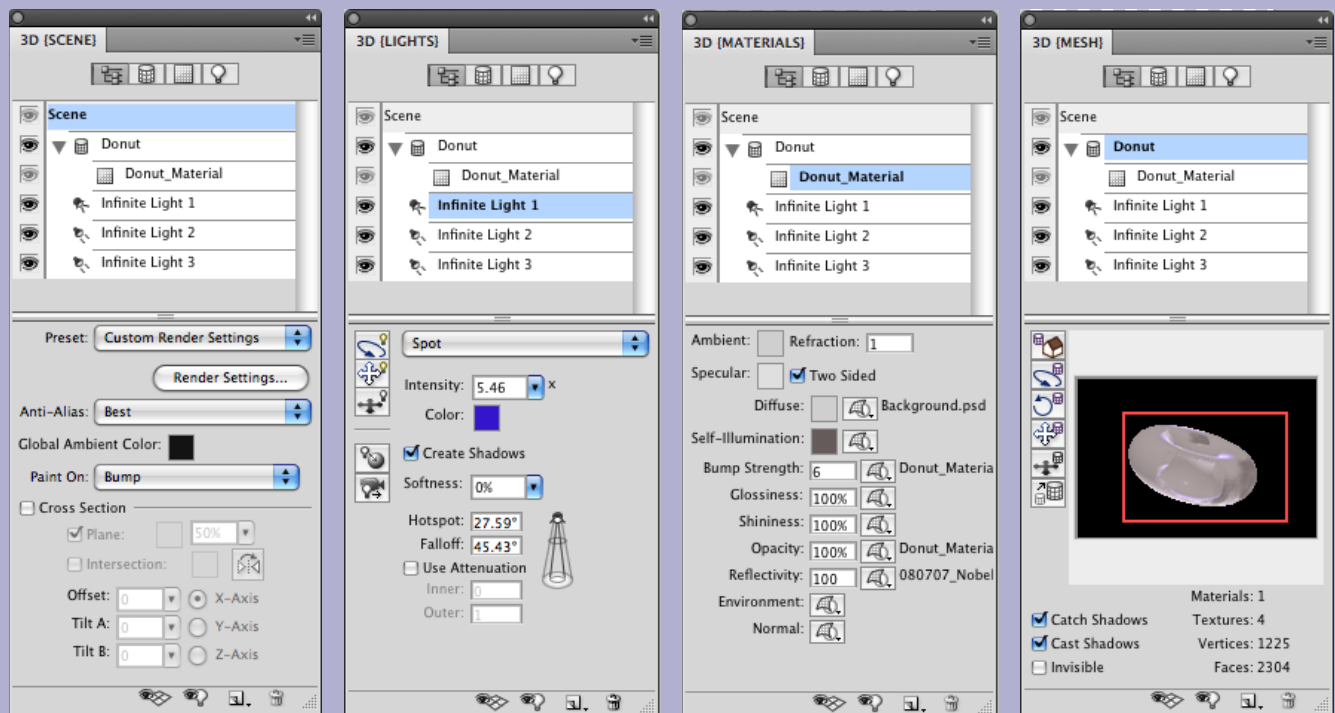 3D {SCENE}
Scene
Donut
Donut_Material
Infinite Light 1
Infinite Light 2
Infinite Light 3
Preset: Custom Render Settings
Render Settings...
Anti-Alias: Best
Global Ambient Color:
Paint On: Bump
Cross Section
Plane: 50%
Intersection:
Offset: 0 X-Axis
Tilt A: 0 Y-Axis
Tilt B: 0 Z-Axis
3D {LIGHTS}
Scene
Donut
Donut_Material
Infinite Light 1
Infinite Light 2
Infinite Light 3
Spot
Intensity: 5.46 x
Color:
Create Shadows
Softness: 0%
Hotspot: 27.59°
Falloff: 45.43°
Use Attenuation
Inner: 0
Outer: 1
3D {MATERIALS}
Scene
Donut
Donut_Material
Infinite Light 1
Infinite Light 2
Infinite Light 3
Ambient: Refraction: 1
Specular: Two Sided
Diffuse: Background.psd
Self-Illumination:
Bump Strength: 6 Donut_Materia
Glossiness: 100%
Shininess: 100%
Opacity: 100% Donut_Materia
Reflectivity: 100 080707_Nobel
Environment:
Normal:
3D {MESH}
Scene
Donut
Donut_Material
Infinite Light 1
Infinite Light 2
Infinite Light 3
Materials: 1
Catch Shadows Textures: 4
Cast Shadows Vertices: 1225
Invisible Faces: 2304